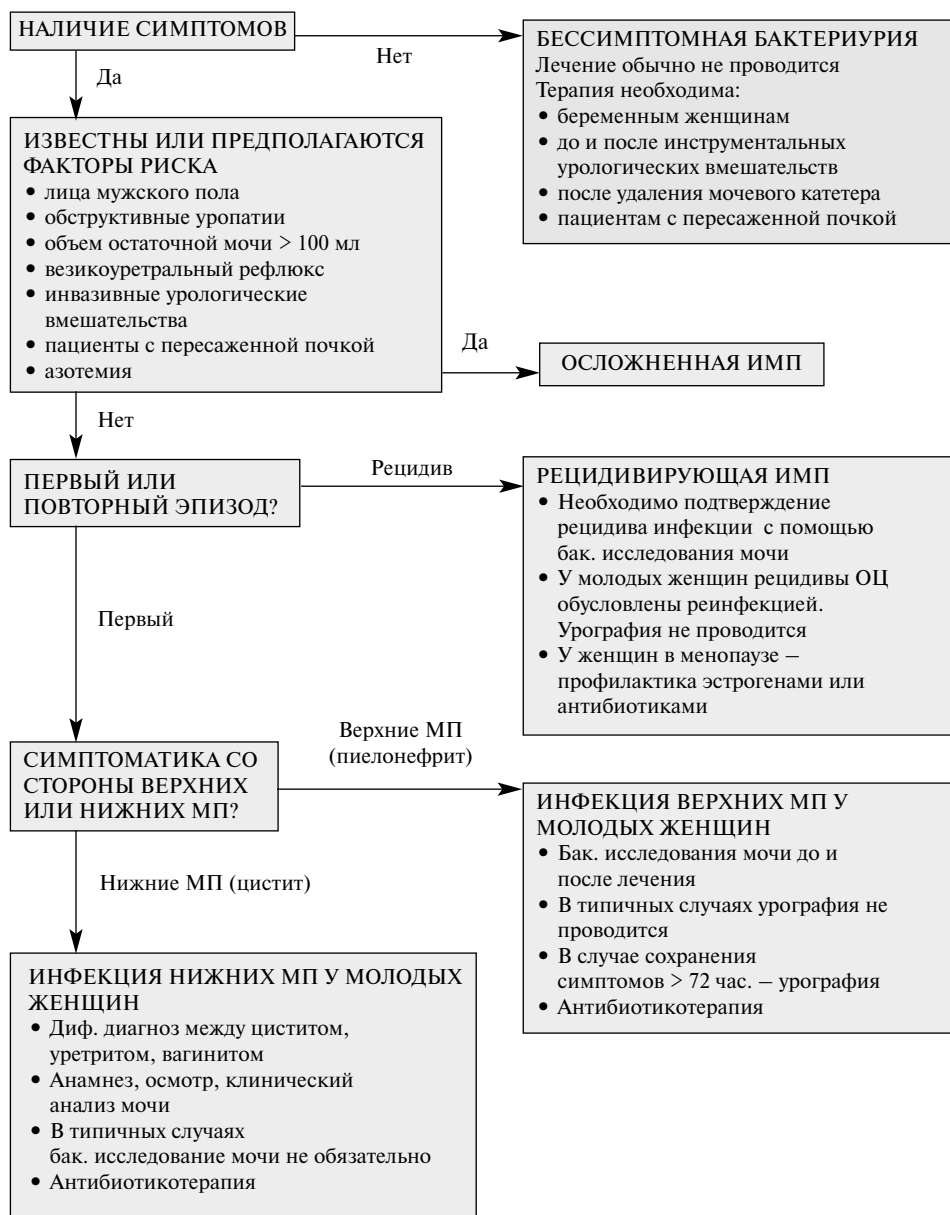 НАЛИЧИЕ СИМПТОМОВ
Нет
Да
БЕССИМПТОМНАЯ БАКТЕРИУРИЯ
Лечение обычно не проводится
Терапия необходима:
• беременным женщинам
• до и после инструментальных
урологических вмешательств
• после удаления мочевого катетера
• пациентам с пересаженной почкой
ИЗВЕСТНЫ ИЛИ ПРЕДПОЛАГАЮТСЯ
ФАКТОРЫ РИСКА
• лица мужского пола
• обструктивные уропатии
• объем остаточной мочи > 100 мл
• везикоуретральный рефлюкс
• инвазивные урологические
вмешательства
• пациенты с пересаженной почкой
• азотемия
Да
ОСЛОЖНЕННАЯ ИМП
Нет
ПЕРВЫЙ ИЛИ
ПОВТОРНЫЙ ЭПИЗОД?
Рецидив
РЕЦИДИВИРУЮЩАЯ ИМП
• Необходимо подтверждение
рецидива инфекции с помощью
бак. исследования мочи
• У молодых женщин рецидивы ОЦ
обусловлены реинфекцией.
Урография не проводится
• У женщин в менопаузе –
профилактика эстрогенами или
антибиотиками
Первый
СИМПТОМАТИКА СО
СТОРОНЫ ВЕРХНИХ
ИЛИ НИЖНИХ МП?
Верхние МП
(пиелонефрит)
ИНФЕКЦИЯ ВЕРХНИХ МП У
МОЛОДЫХ ЖЕНЩИН
• Бак. исследования мочи до и
после лечения
• В типичных случаях урография не
проводится
• В случае сохранения
симптомов > 72 час. – урография
• Антибиотикотерапия
Нижние МП (цистит)
ИНФЕКЦИЯ НИЖНИХ МП У МОЛОДЫХ
ЖЕНЩИН
• Диф. диагноз между циститом,
уретритом, вагинитом
• Анамнез, осмотр, клинический
анализ мочи
• В типичных случаях
бак. исследование мочи не обязательно
• Антибиотикотерапия